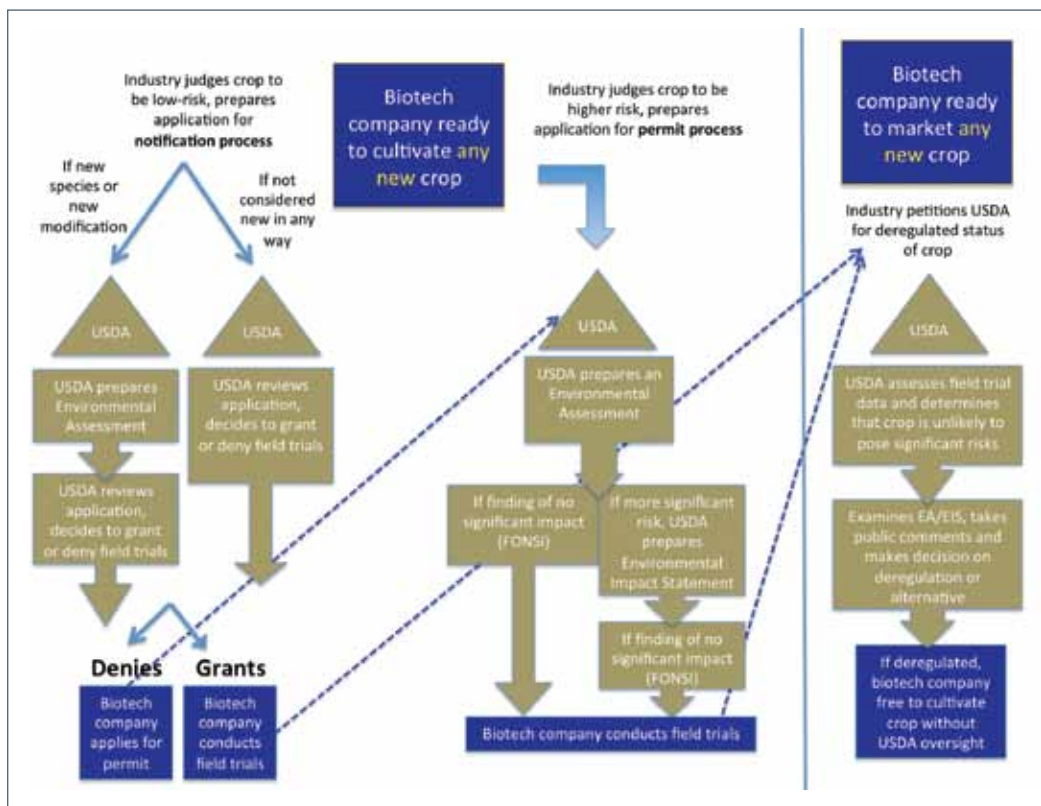 Industry judges crop to
be low-risk, prepares
application for
notification process
If new
species or
new
modification
If not
considered
new in any
way
USDA
USDA prepares
Environmental
Assessment
USDA reviews
application,
decides to grant
or deny field trials
USDA
USDA reviews
application,
decides to grant
or deny field trials
Denies
Biotech
company
applies for
permit
Grants
Biotech
company
conducts
field trials
Biotech
company ready
to cultivate any
new crop
Industry judges crop to be
higher risk, prepares
application for permit process
USDA
USDA prepares an
Environmental
Assessment
If finding of no
significant impact
(FONSI)
If more significant
risk, USDA
prepares
Environmental
Impact Statement
If finding of no
significant impact
(FONSI)
Biotech company conducts field trials
Biotech
company ready
to market any
new crop
Industry petitions USDA
for deregulated status
of crop
USDA
USDA assesses field trial
data and determines
that crop is unlikely to
pose significant risks
Examines EA/EIS, takes
public comments and
makes decision on
deregulation or
alternative
If deregulated,
biotech company
free to cultivate
crop without
USDA oversight